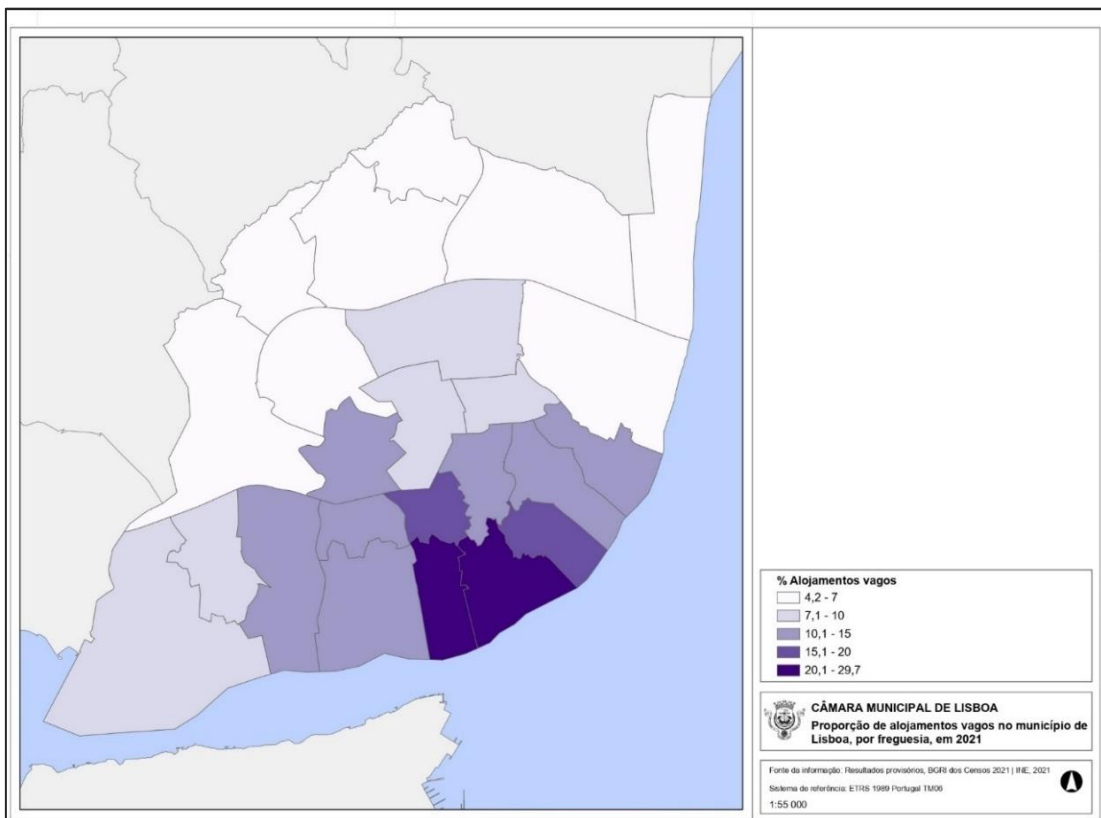 % Alojamentos vagos
4,2 - 7
7,1 - 10
10,1 - 15
15,1 - 20
20,1 - 29,7
CÂMARA MUNICIPAL DE LISBOA
Proporção de alojamentos vagos no município de
Lisboa, por freguesia, em 2021
Fonte da informação: Resultados provisórios, BGRI dos Censos 2021 | INE, 2021
Sistema de referência: ETRS 1989 Portugal TM06
1:55 000